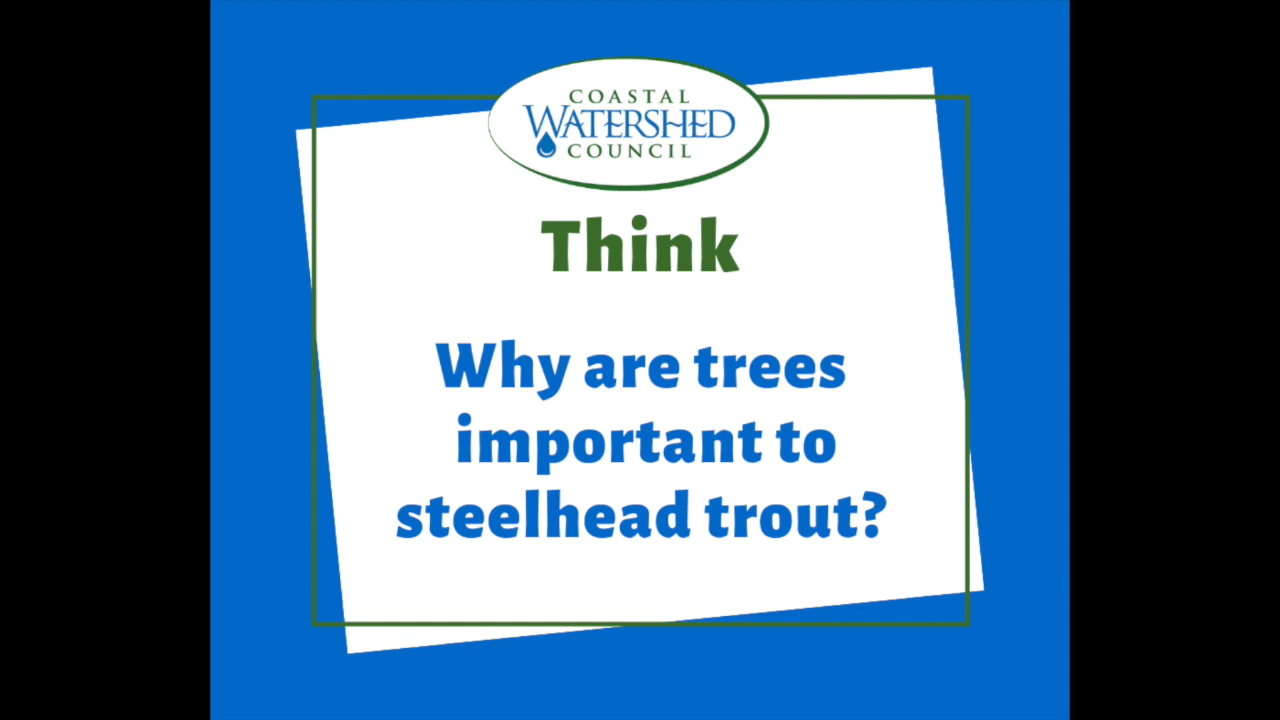 COASTAL
WATERSHED
COUNCIL
Think
Why are trees
important to
steelhead trout?